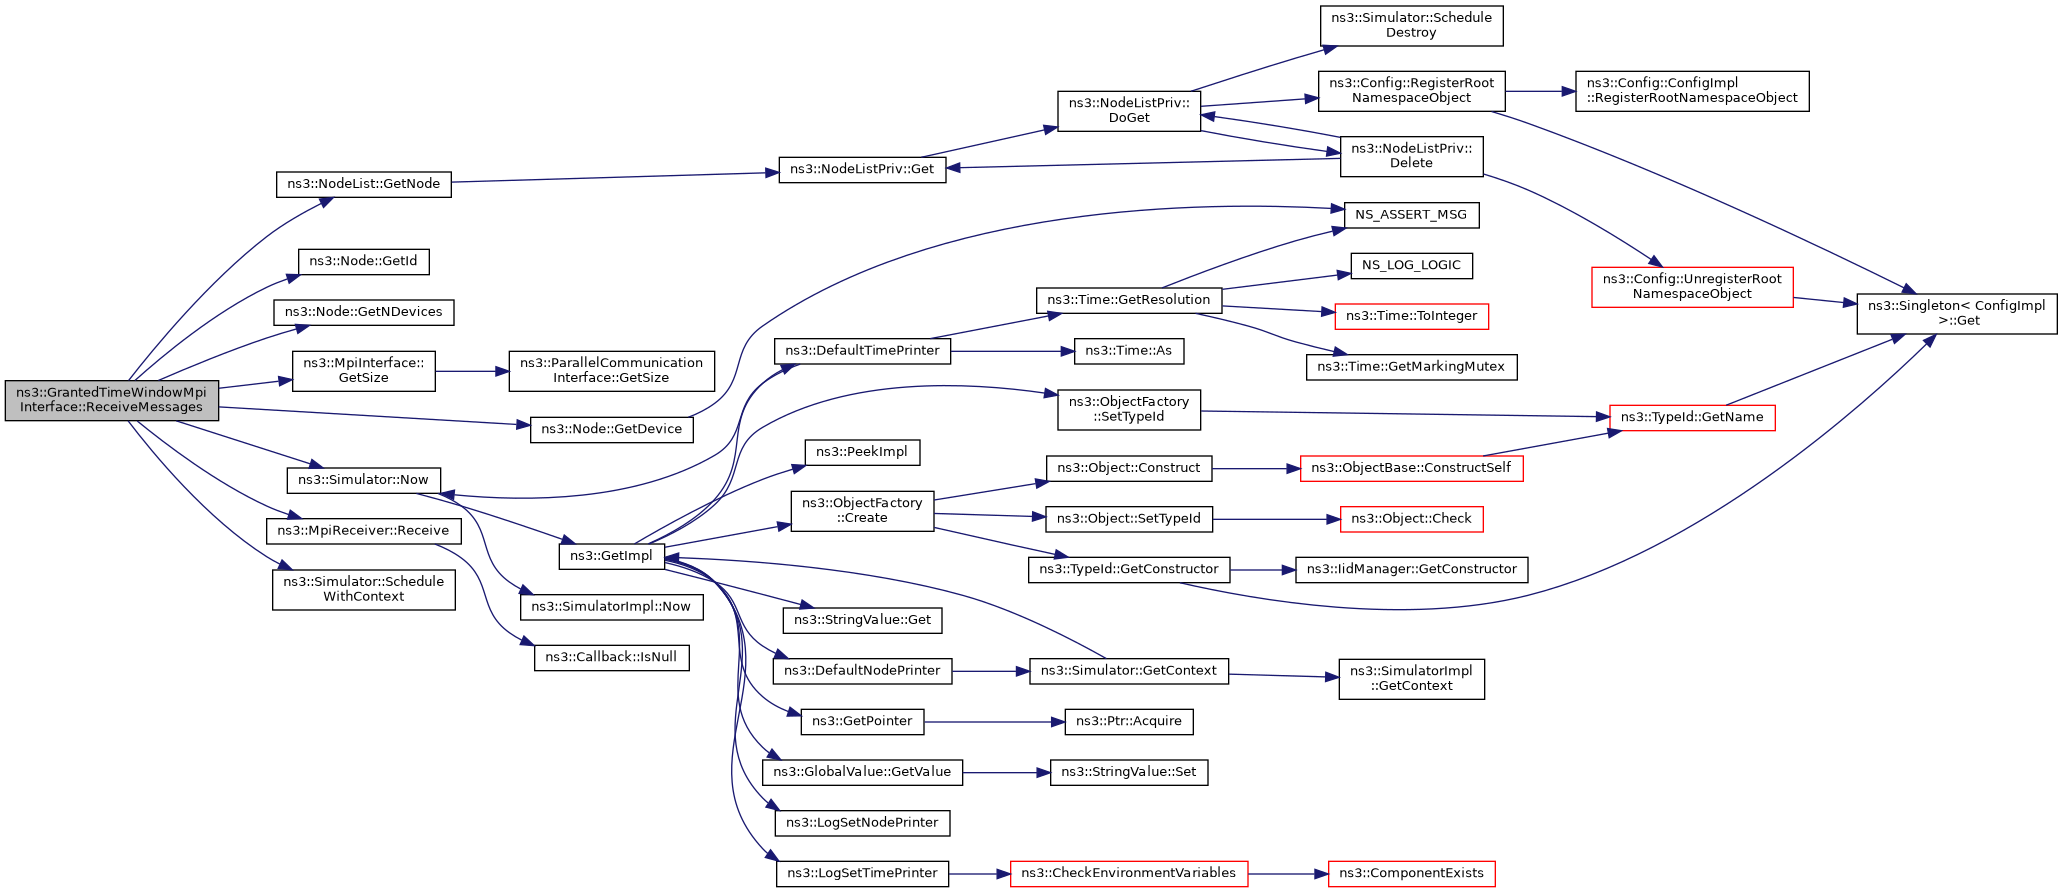 ns3::GrantedTimeWindowMpi
Interface::ReceiveMessages
ns3::NodeList::GetNode
ns3::Node::GetId
ns3::Node::GetNDevices
ns3::MpiInterface::
GetSize
ns3::ParallelCommunication
Interface::GetSize
ns3::Node::GetDevice
ns3::Simulator::Now
ns3::MpiReceiver::Receive
ns3::Simulator::Schedule
WithContext
ns3::GetImpl
ns3::SimulatorImpl::Now
ns3::Callback::IsNull
ns3::NodeListPriv::Get
ns3::DefaultTimePrinter
ns3::PeekImpl
ns3::ObjectFactory
::Create
ns3::StringValue::Get
ns3::DefaultNodePrinter
ns3::GetPointer
ns3::GlobalValue::GetValue
ns3::LogSetNodePrinter
ns3::LogSetTimePrinter
ns3::NodeListPriv::
DoGet
ns3::Time::GetResolution
ns3::Time::As
ns3::ObjectFactory
::SetTypeId
ns3::Object::Construct
ns3::Object::SetTypeId
ns3::TypeId::GetConstructor
ns3::Simulator::GetContext
ns3::Ptr::Acquire
ns3::StringValue::Set
ns3::CheckEnvironmentVariables
ns3::Simulator::Schedule
Destroy
ns3::Config::RegisterRoot
NamespaceObject
ns3::NodeListPriv::
Delete
NS_ASSERT_MSG
NS_LOG_LOGIC
ns3::Time::ToInteger
ns3::Time::GetMarkingMutex
ns3::ObjectBase::ConstructSelf
ns3::Object::Check
ns3::IidManager::GetConstructor
ns3::SimulatorImpl
::GetContext
ns3::ComponentExists
ns3::Config::ConfigImpl
::RegisterRootNamespaceObject
ns3::Config::UnregisterRoot
NamespaceObject
ns3::TypeId::GetName
ns3::Singleton< ConfigImpl
>::Get